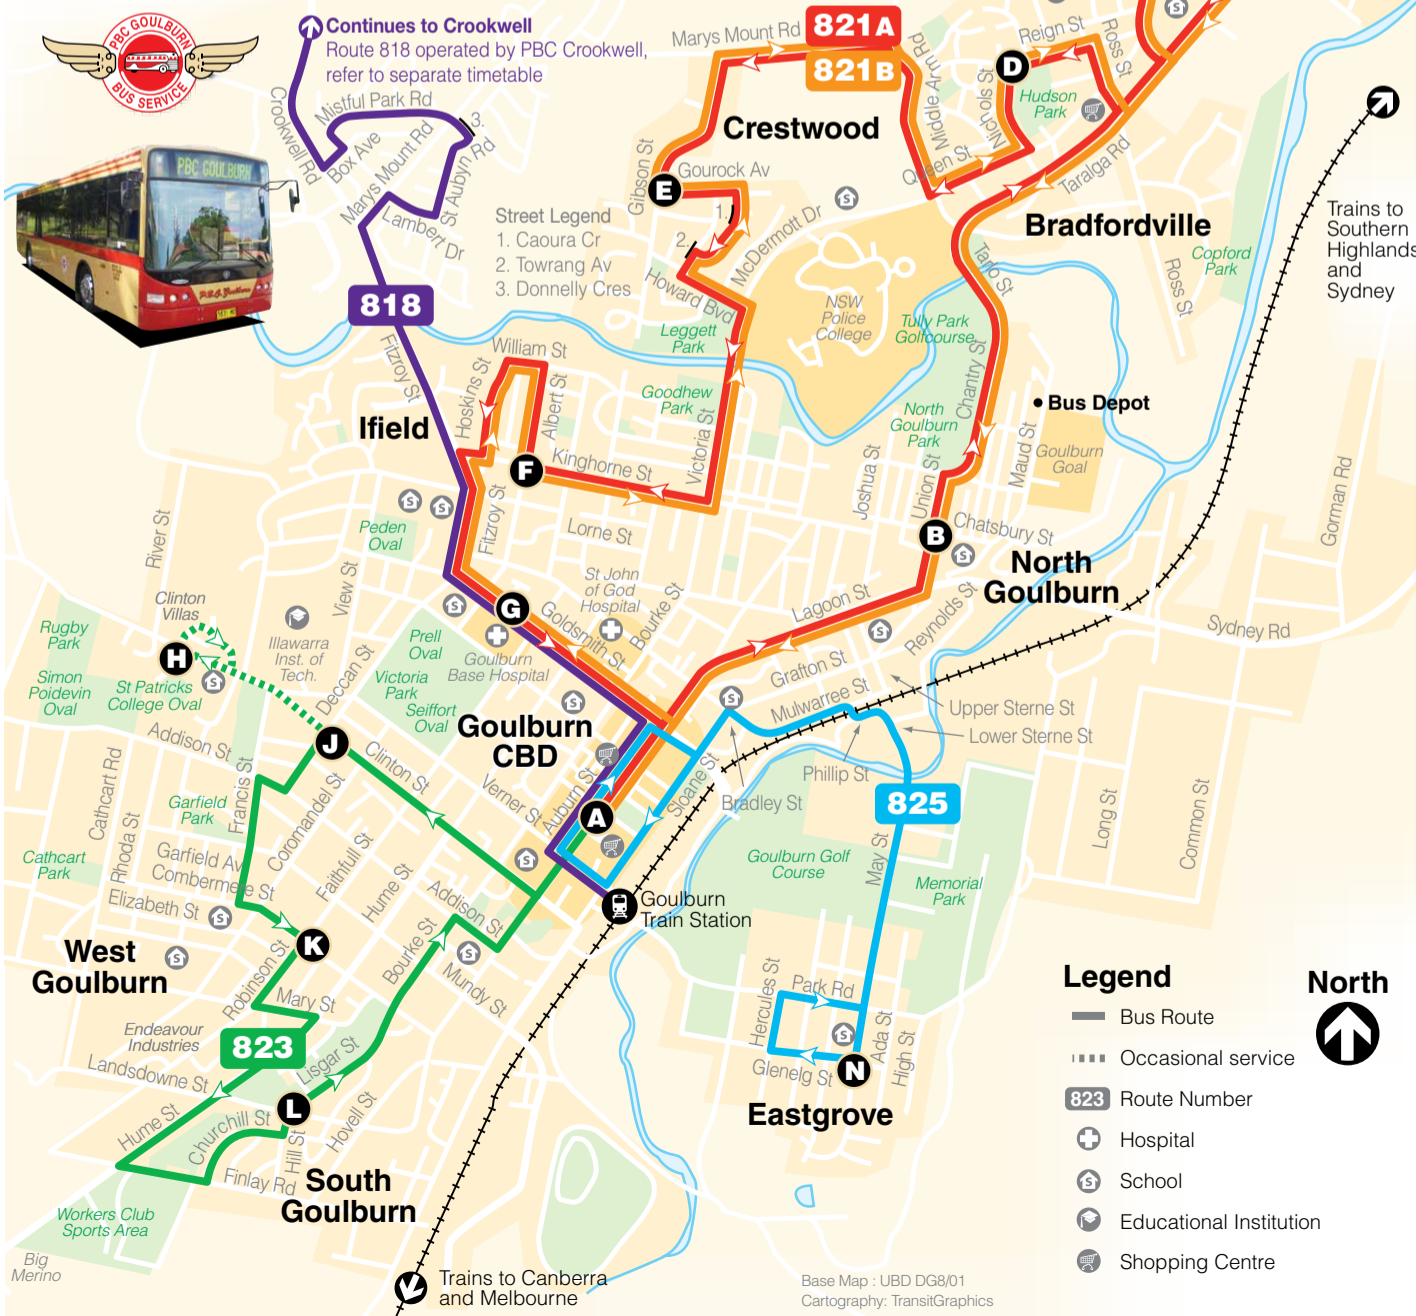 PBC GOULBURN
BUS SERVICE
PBC GOULBURN
Continues to Crookwell
Route 818 operated by PBC Crookwell,
refer to separate timetable
Crookwell Rd
Mistful Park Rd
Box Ave
Marys Mount Rd
St Aubyn Rd
3.
Lambert Dr
818
Fitzroy St
Street Legend
1. Caoura Cr
2. Towrang Av
3. Donnelly Cres
Marys Mount Rd
821A
821B
Crestwood
Middle Arm Rd
Nichols St
Reign St
Ross St
D
Hudson
Park
Queen St
Taralga Rd
Bradfordville
Gibson St
E
Gourock Av
1.
2.
McDermott Dr
Howard Bvd
Leggett
Park
NSW
Police
College
Tarlo St
Tully Park
Golfcourse
Copford
Park
Ross St
Trains to
Southern
Highlands
and
Sydney
Ifield
Hoskins St
William St
Albert St
F
Kinghorne St
Goodhew
Park
Victoria St
North
Goulburn
Park
Chantry St
Bus Depot
Maud St
Goulburn
Goal
Joshua St
Union St
B
Chatsbury St
North
Goulburn
Gorman Rd
Sydney Rd
Peden
Oval
Fitzroy St
Lorne St
St John
of God
Hospital
Bourke St
Lagoon St
Reynolds St
Grafton St
Mulwarree St
Upper Sterne St
Lower Sterne St
Phillip St
Bradley St
River St
Clinton
Villas
H
Rugby
Park
Simon
Poidevin
Oval
St Patricks
College Oval
View St
Illawarra
Inst. of
Tech.
Deccan St
Prell
Oval
Victoria
Park
Seiffort
Oval
G
Goldsmith St
Goulburn
Base Hospital
Goulburn
CBD
Verner St
Auburn St
Sloane St
A
J
Clinton St
Addison St
Cathcart Rd
Francis St
Garfield
Park
Coromandel St
Rhoda St
Garfield Av
Combermere St
Faithfull St
Hume St
Cathcart
Park
Elizabeth St
Addison St
Goulburn
Train Station
825
Goulburn Golf
Course
May St
Memorial
Park
Long St
Common St
West
Goulburn
Robinson St
K
Bourke St
Mundy St
Mary St
Endeavour
Industries
823
Landsdowne St
Lisgar St
Hume St
Churchill St
L
Hill St
Hovell St
Finlay Rd
South
Goulburn
Workers Club
Sports Area
Big
Merino
Trains to Canberra
and Melbourne
Hercules St
Park Rd
Glenelg St
N
Ada St
High St
Eastgrove
Legend
Bus Route
Occasional service
823 Route Number
Hospital
School
Educational Institution
Shopping Centre
North
Base Map : UBD DG8/01
Cartography: TransitGraphics